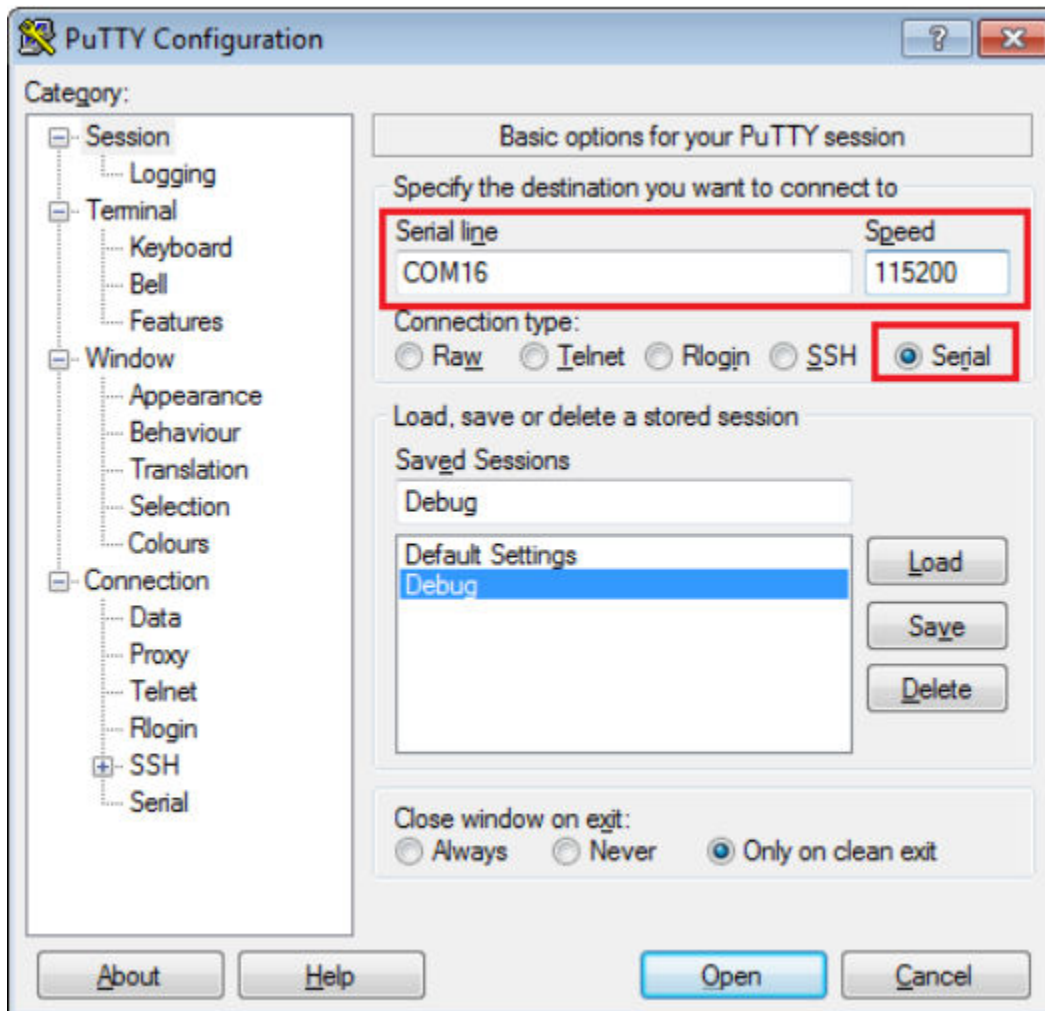 PuTTY Configuration
Category:
Session
Logging
Terminal
Keyboard
Bell
Features
Window
Appearance
Behaviour
Translation
Selection
Colours
Connection
Data
Proxy
Telnet
Rlogin
SSH
Serial
Basic options for your PuTTY session
Specify the destination you want to connect to
Serial line Speed
COM16 115200
Connection type:
Raw Telnet Rlogin SSH Serial
Load, save or delete a stored session
Saved Sessions
Debug
Default Settings
Debug
Load
Save
Delete
Close window on exit:
Always Never Only on clean exit
About Help Open Cancel